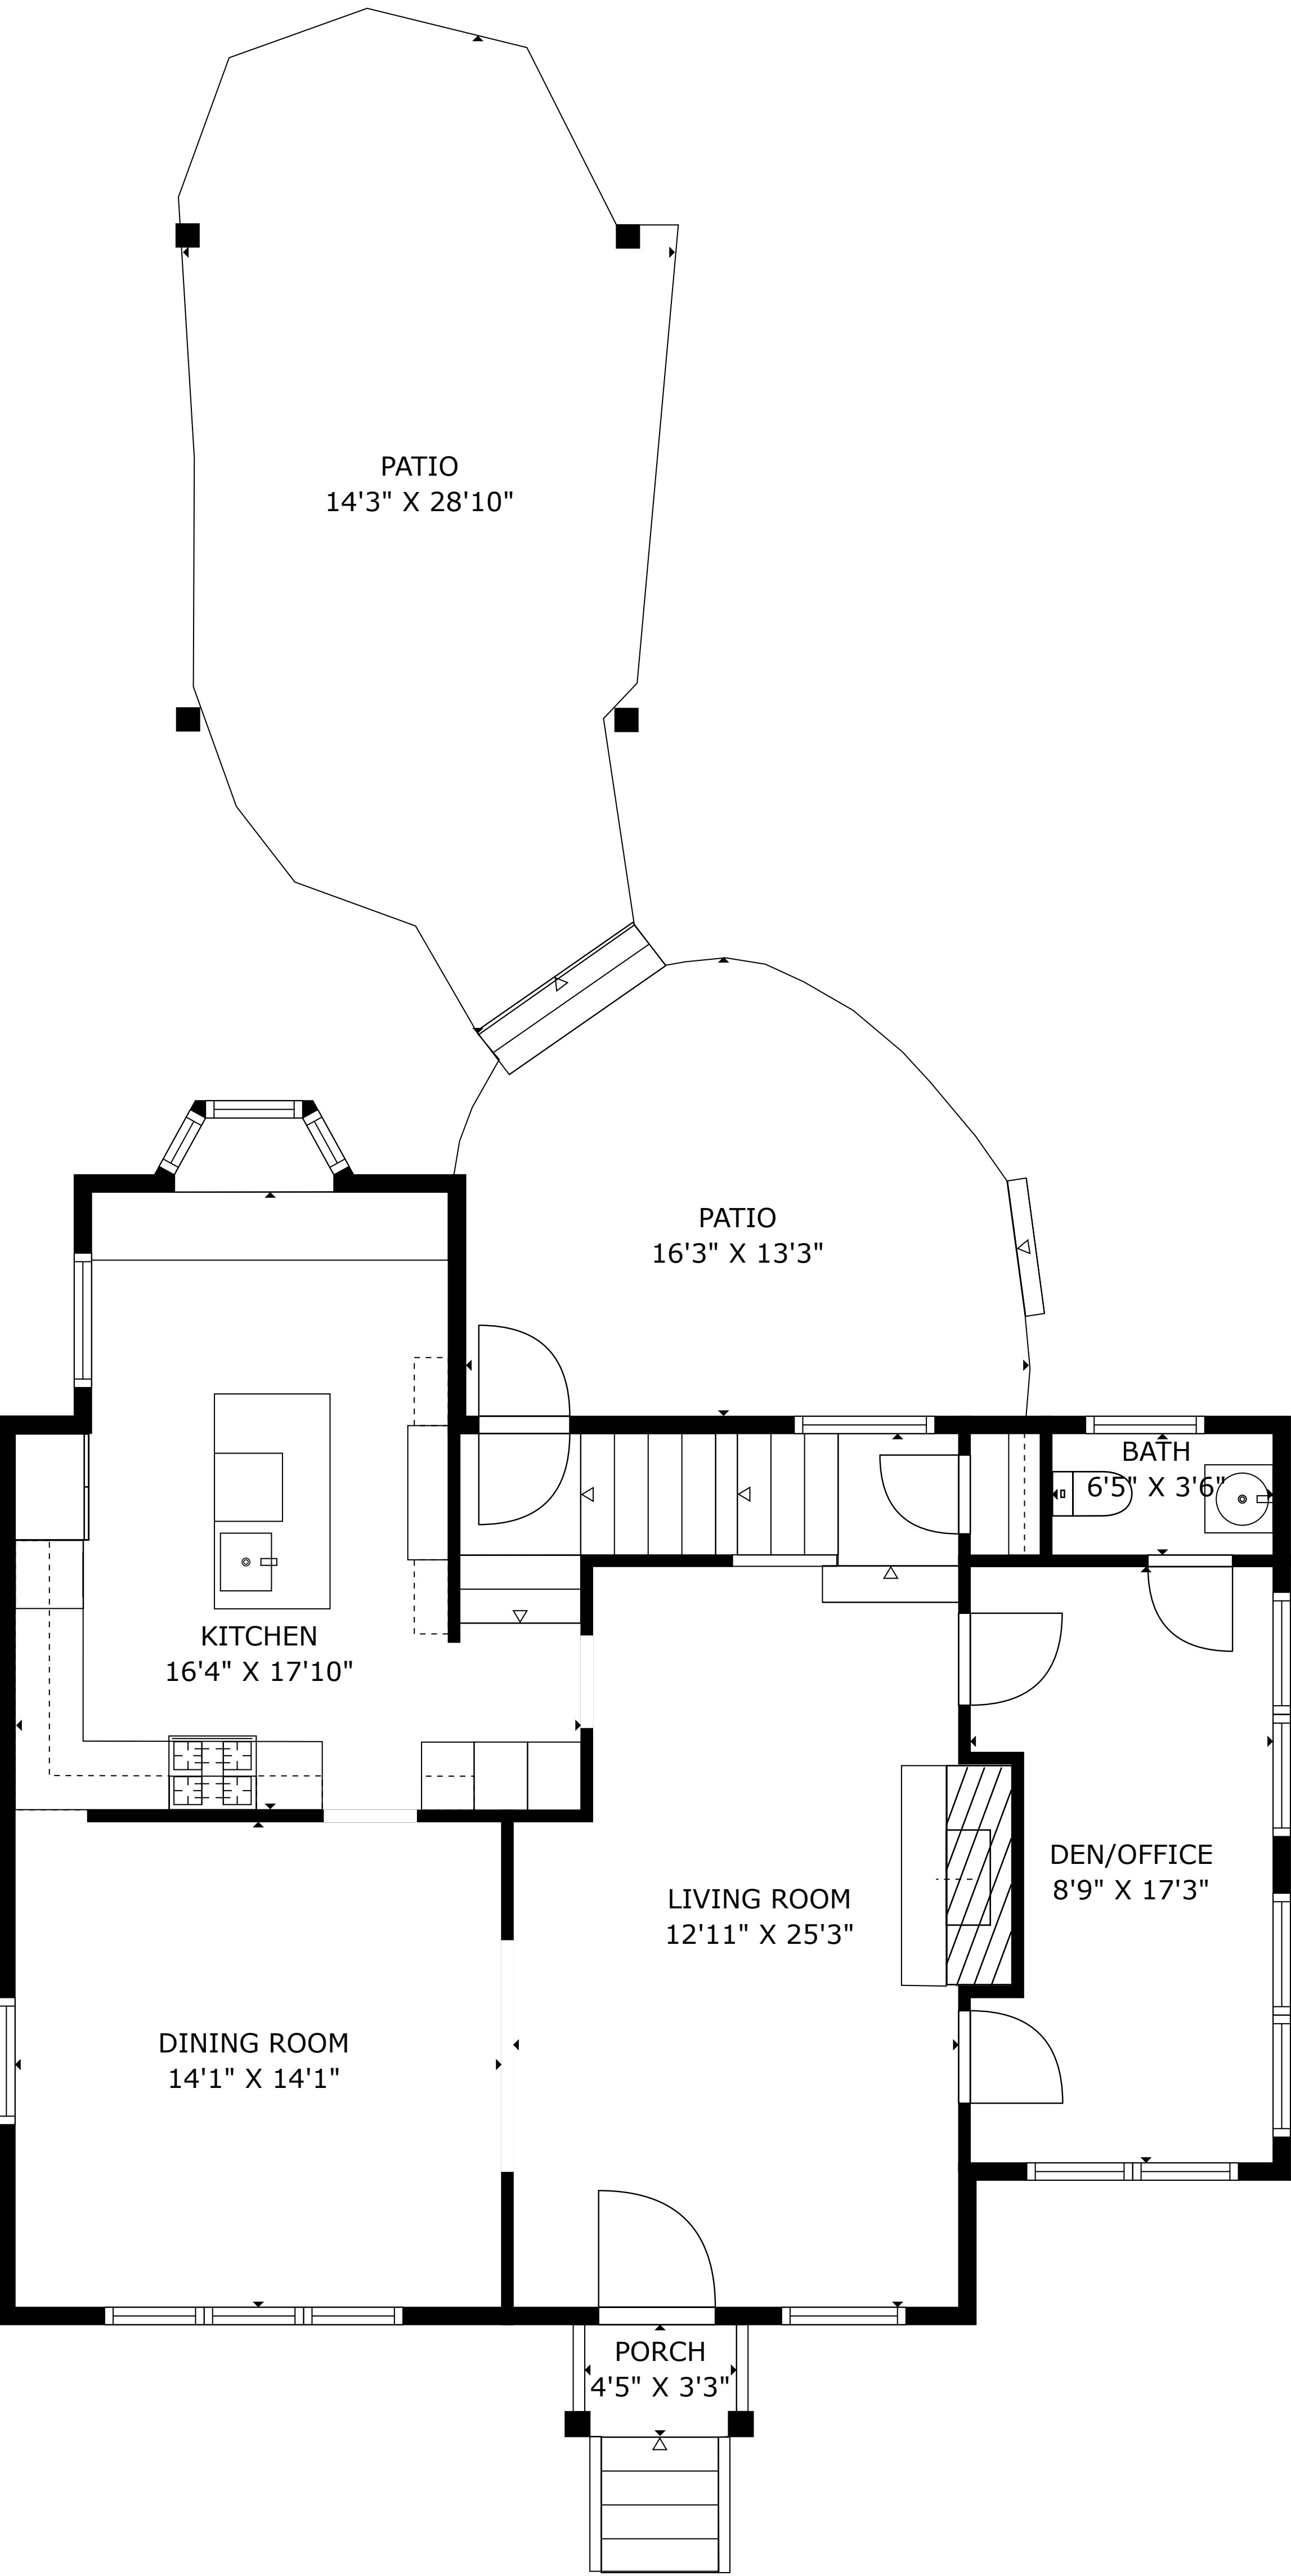 PATIO
14'3" X 28'10"
PATIO
16'3" X 13'3"
BATH
6'5" X 3'6"
KITCHEN
16'4" X 17'10"
DEN/OFFICE
8'9" X 17'3"
LIVING ROOM
12'11" X 25'3"
DINING ROOM
14'1" X 14'1"
PORCH
4'5" X 3'3"